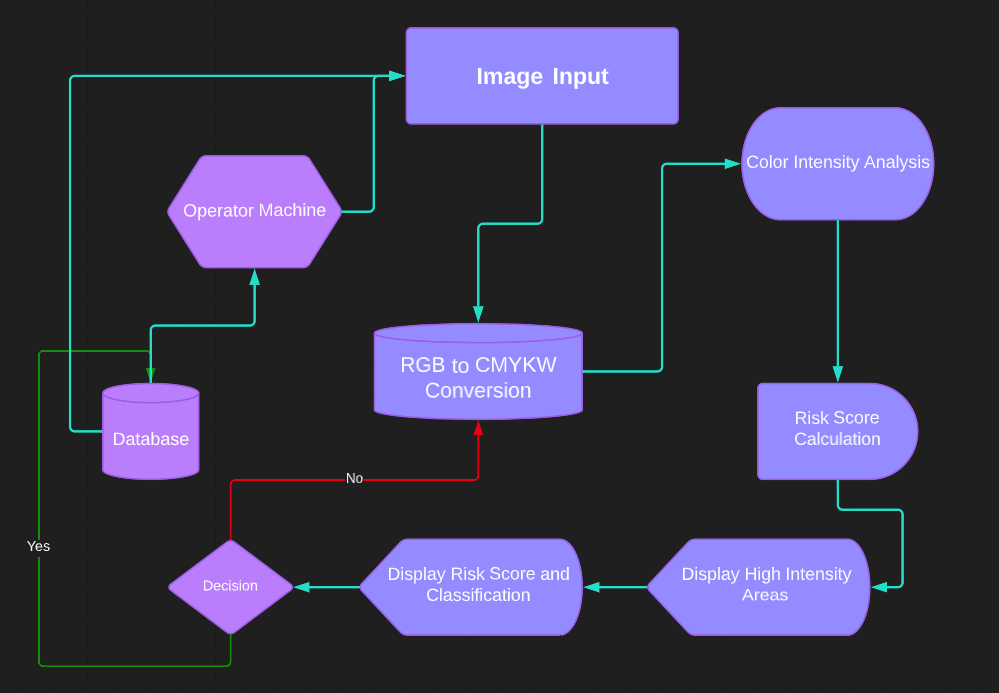 Image Input
Color Intensity Analysis
Operator Machine
RGB to CMYKW
Conversion
Database
Risk Score
Calculation
No
Yes
Decision
Display Risk Score and
Classification
Display High Intensity
Areas